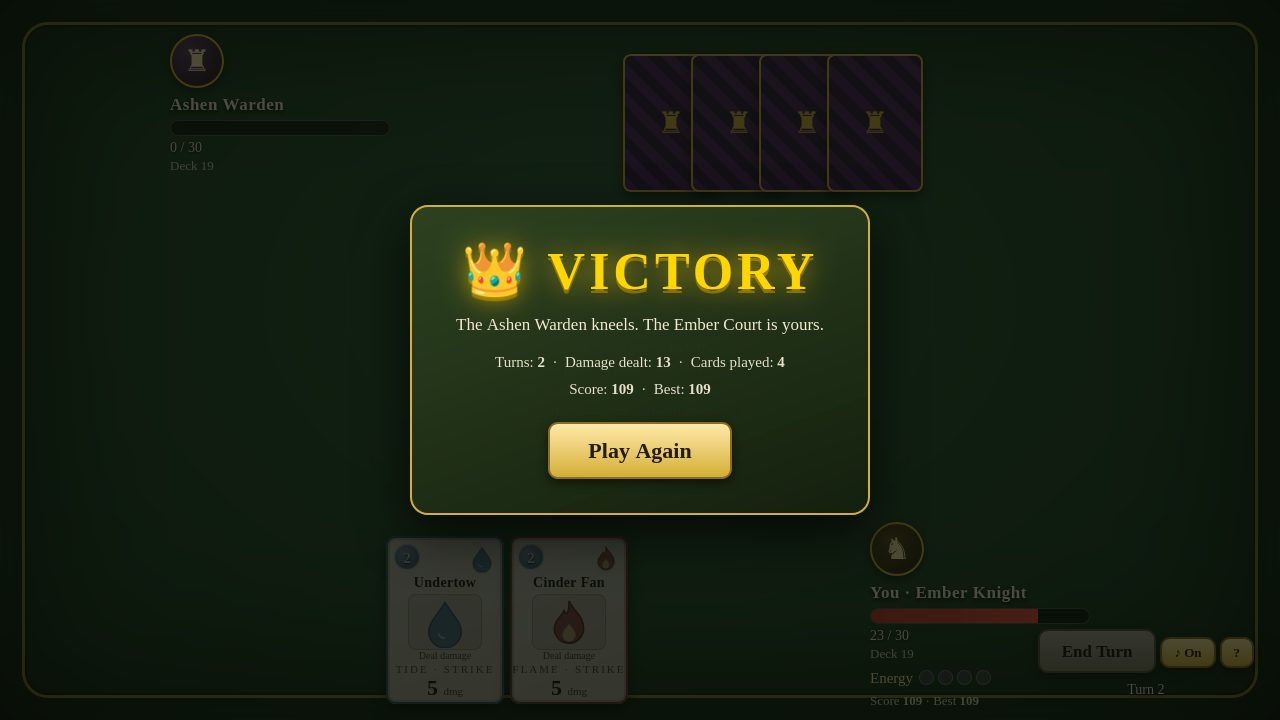 Ashen Warden
0 / 30
Deck 19
VICTORY
The Ashen Warden kneels. The Ember Court is yours.
Turns: 2 · Damage dealt: 13 · Cards played: 4
Score: 109 · Best: 109
Play Again
2
Undertow
Deal damage
TIDE · STRIKE
5 dmg
2
Cinder Fan
Deal damage
FLAME · STRIKE
5 dmg
You · Ember Knight
23 / 30
Deck 19
Energy
Score 109 · Best 109
End Turn
♪ On
?
Turn 2